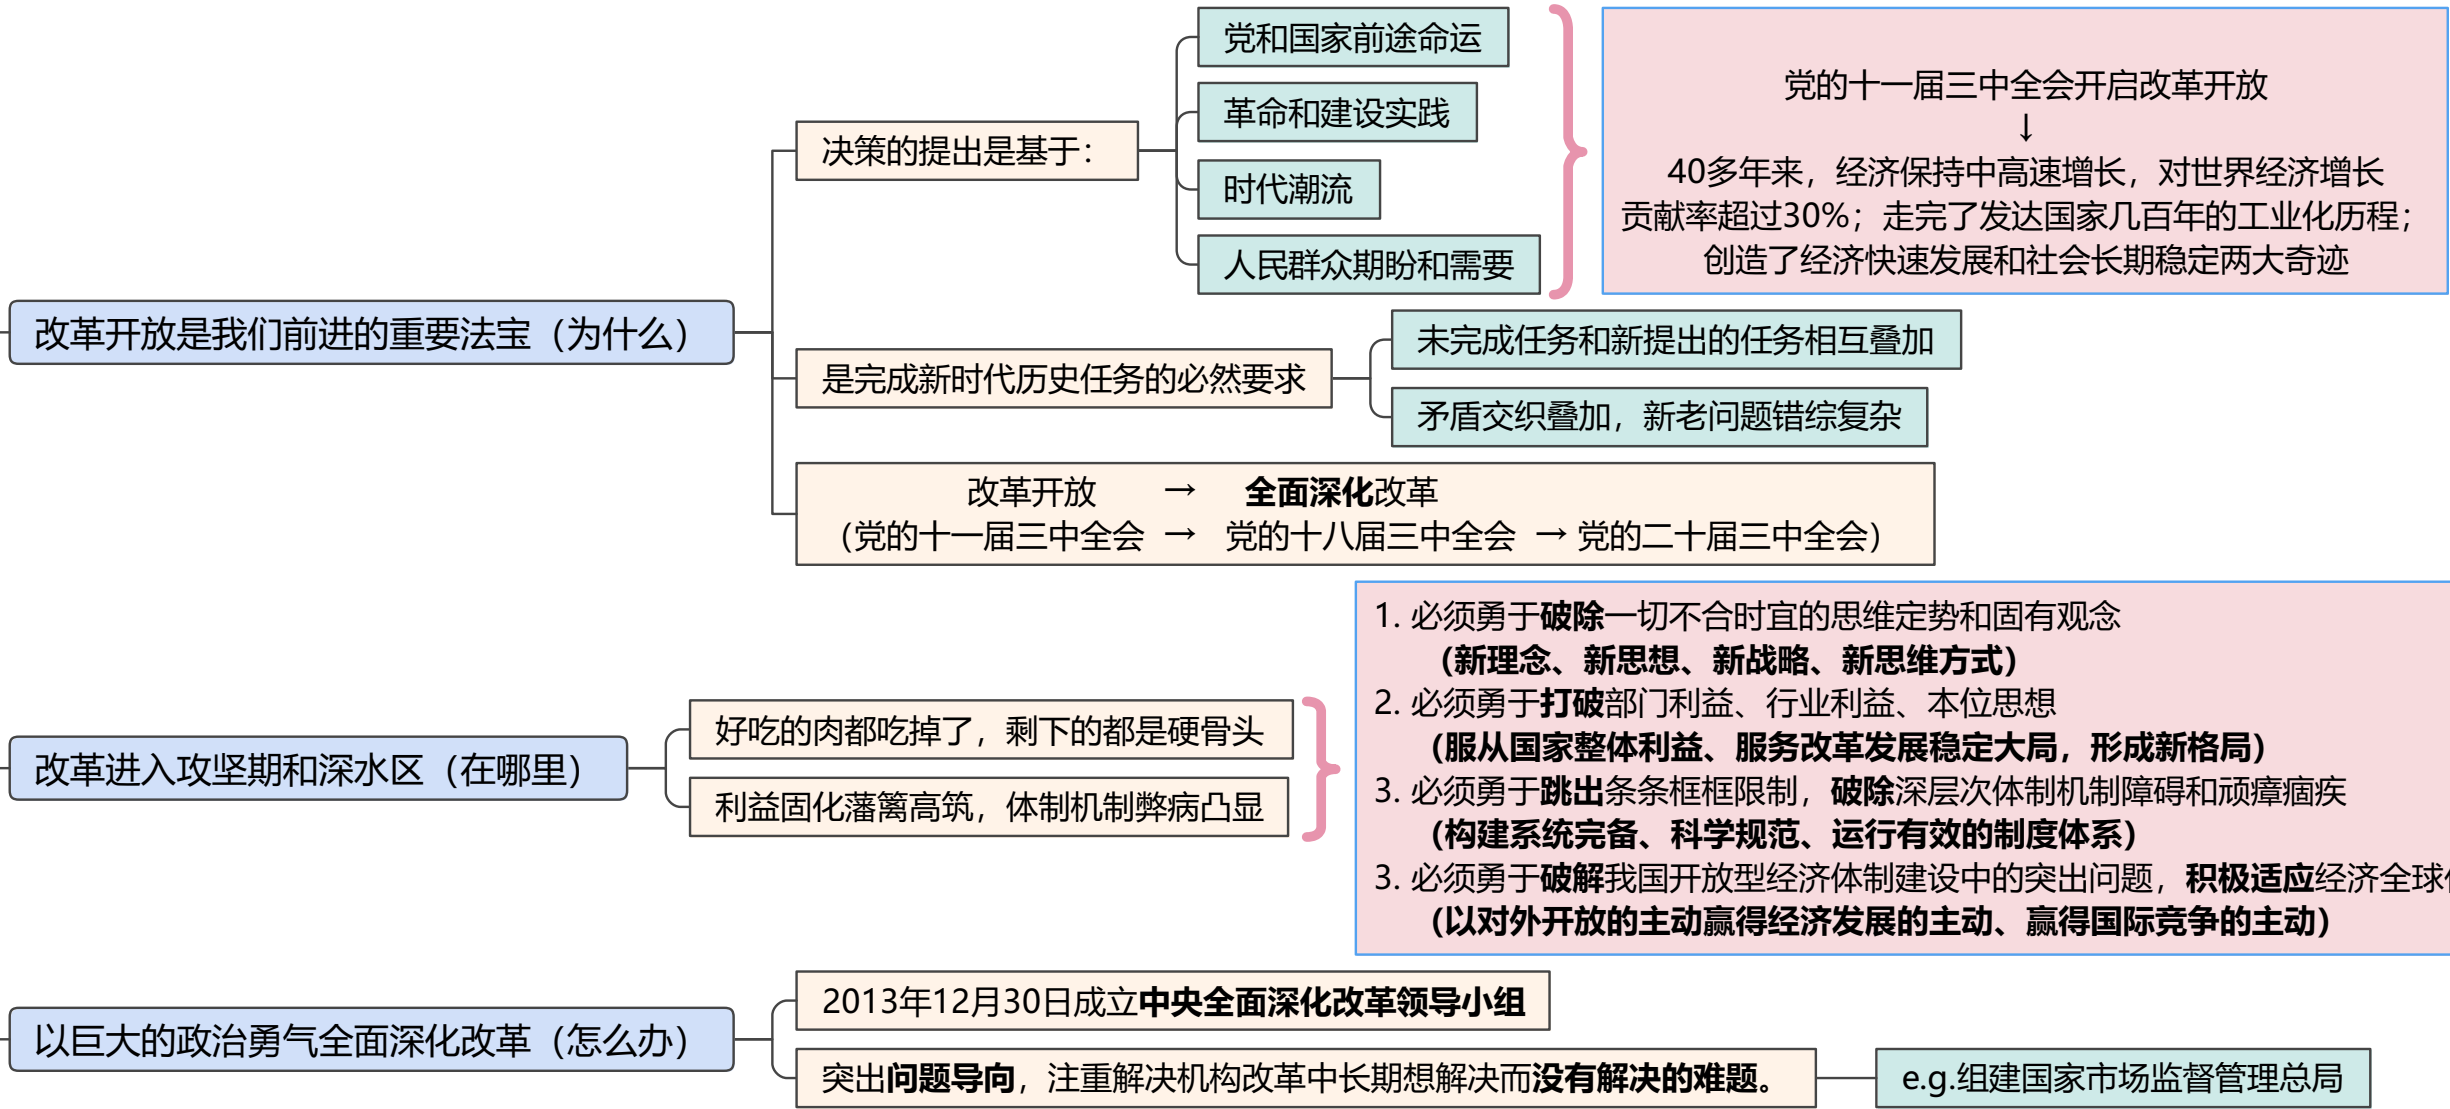 改革开放是我们前进的重要法宝（为什么）
决策的提出是基于：
党和国家前途命运
革命和建设实践
时代潮流
人民群众期盼和需要
党的十一届三中全会开启改革开放
↓
40多年来，经济保持中高速增长，对世界经济增长
贡献率超过30%；走完了发达国家几百年的工业化历程；
创造了经济快速发展和社会长期稳定两大奇迹
是完成新时代历史任务的必然要求
未完成任务和新提出的任务相互叠加
矛盾交织叠加，新老问题错综复杂
改革开放 → 全面深化改革
（党的十一届三中全会 → 党的十八届三中全会 → 党的二十届三中全会）
改革进入攻坚期和深水区（在哪里）
好吃的肉都吃掉了，剩下的都是硬骨头
利益固化藩篱高筑，体制机制弊病凸显
1. 必须勇于破除一切不合时宜的思维定势和固有观念
（新理念、新思想、新战略、新思维方式）
2. 必须勇于打破部门利益、行业利益、本位思想
（服从国家整体利益、服务改革发展稳定大局，形成新格局）
3. 必须勇于跳出条条框框限制，破除深层次体制机制障碍和顽瘴痼疾
（构建系统完备、科学规范、运行有效的制度体系）
3. 必须勇于破解我国开放型经济体制建设中的突出问题，积极适应经济全球
（以对外开放的主动赢得经济发展的主动、赢得国际竞争的主动）
以巨大的政治勇气全面深化改革（怎么办）
2013年12月30日成立中央全面深化改革领导小组
突出问题导向，注重解决机构改革中长期想解决而没有解决的难题。
e.g.组建国家市场监督管理总局